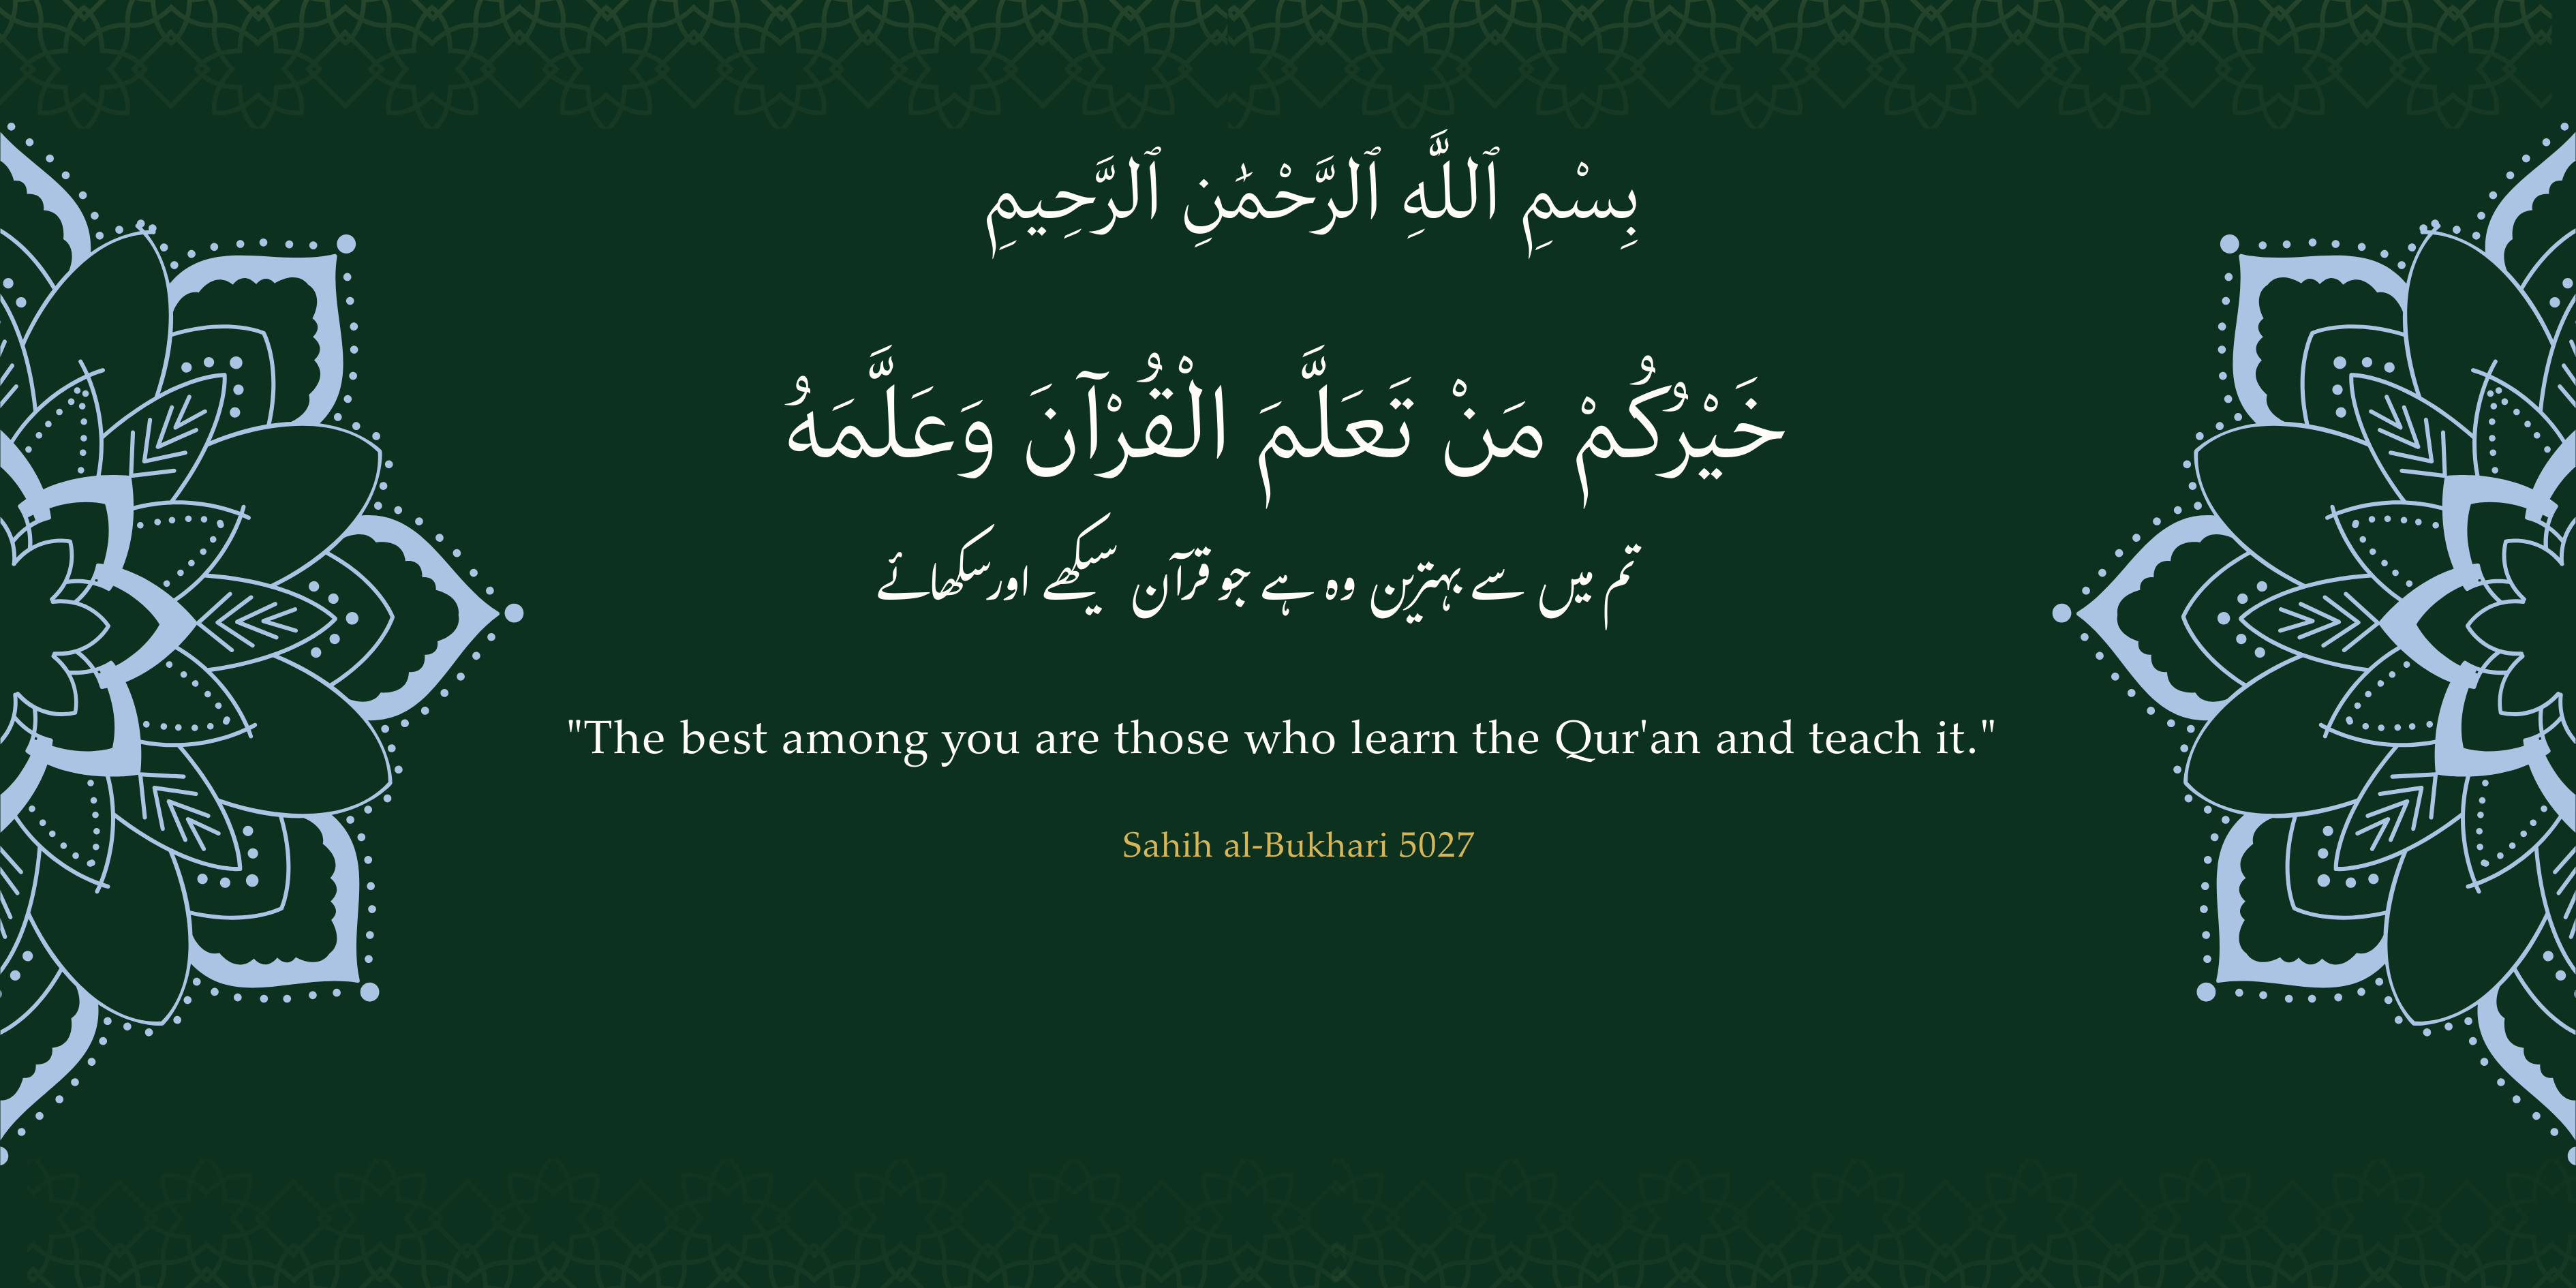 بِسْمِ ٱللَّهِ ٱلرَّحْمَٰنِ ٱلرَّحِيمِ
خَيْرُكُمْ مَنْ تَعَلَّمَ الْقُرْآنَ وَعَلَّمَهُ
تم میں سے بہترین وہ ہے جو قرآن سیکھے اور سکھائے
"The best among you are those who learn the Qur'an and teach it."
Sahih al-Bukhari 5027